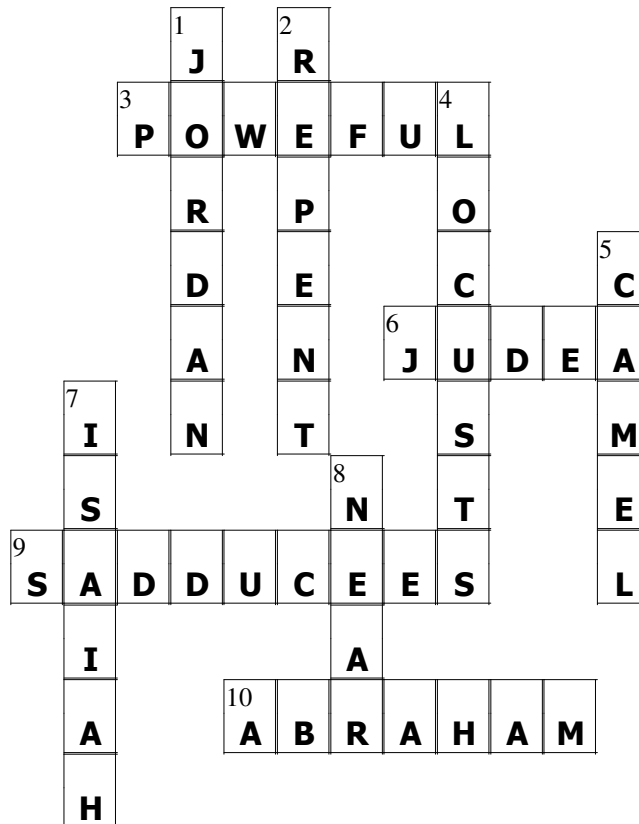 1 2
J R
3 4
P O W E F U L
R P O
5
D E C C
6
A N J U D E A
7
I N T S M
8
S N T E
9
S A D D U C E E S L
I A
10
A A B R A H A M
H